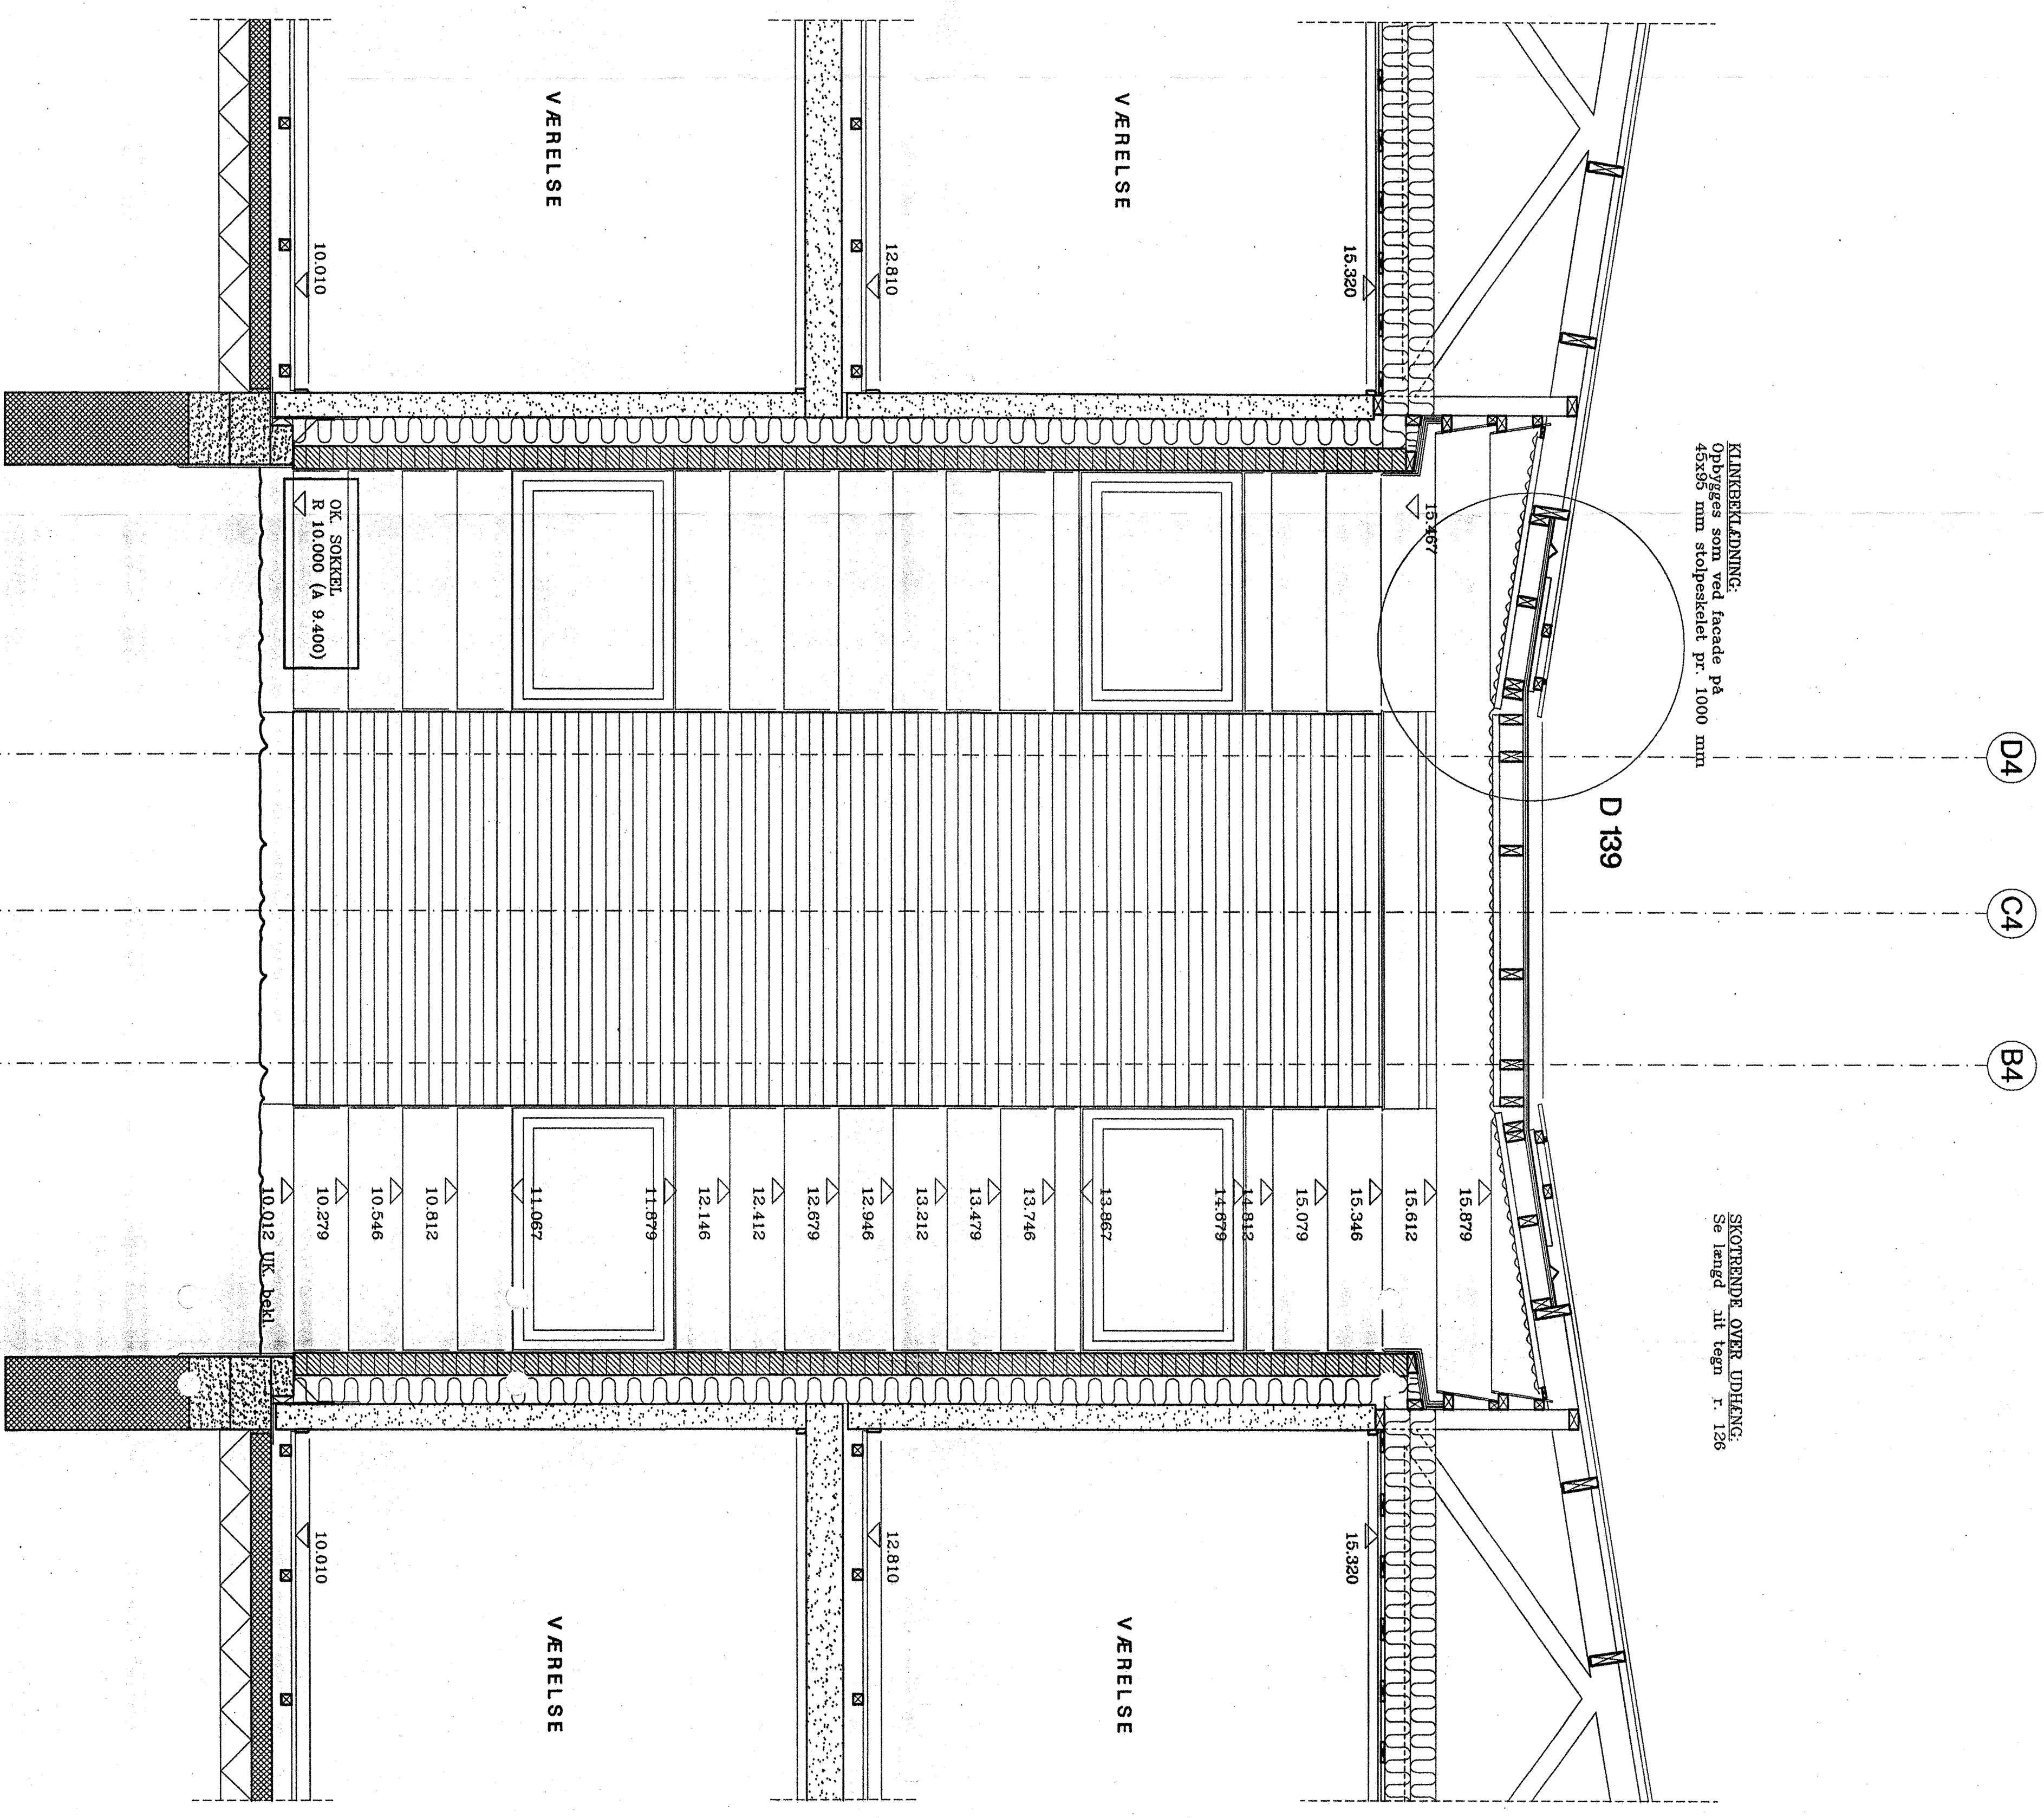 D4
C4
B4
KLINKBEKLÆDNING:
Opbygges som ved facade på
45x95 mm stolpeskelet pr. 1000 mm
SKOTRENDE OVER UDHÆNG:
Se længd tegn r. 126
D 139
15.320
15.320
15.467
VÆRELSE
VÆRELSE
12.810
12.810
VÆRELSE
VÆRELSE
10.010
10.010
15.879
15.612
15.346
15.079
14.812
14.679
13.867
13.746
13.479
13.212
12.946
12.679
12.412
12.146
11.879
11.067
10.812
10.546
10.279
10.012 UK. bekl.
OK. SOKKEL
R 10.000 (A 9.400)